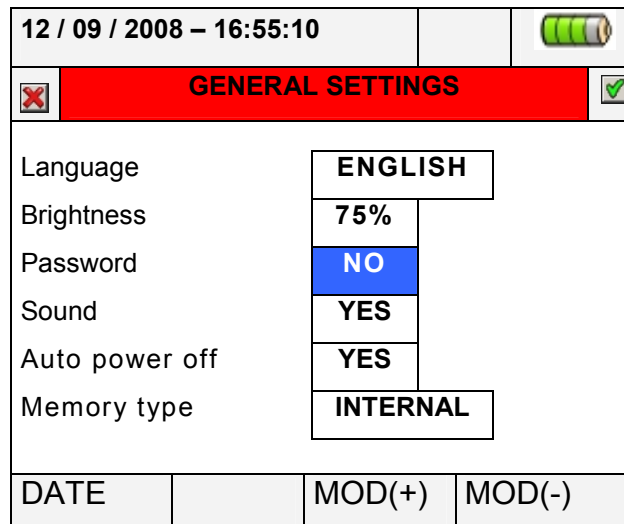 12 / 09 / 2008 – 16:55:10
GENERAL SETTINGS
Language ENGLISH
Brightness 75%
Password NO
Sound YES
Auto power off YES
Memory type INTERNAL
DATE MOD(+) MOD(-)